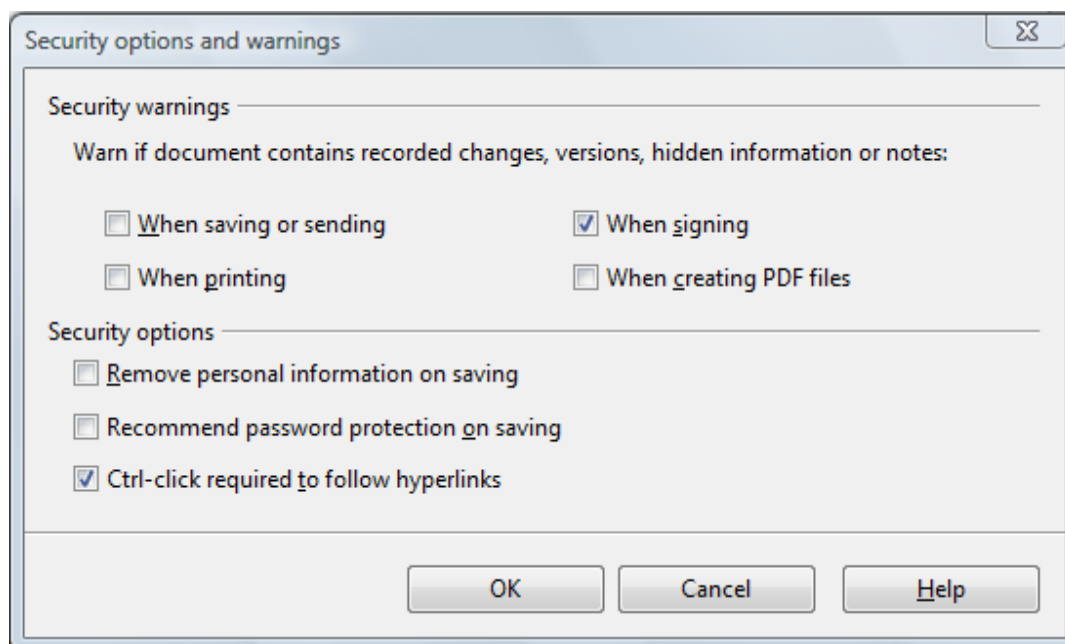 Security options and warnings
Security warnings
Warn if document contains recorded changes, versions, hidden information or notes:
When saving or sending
When signing
When printing
When creating PDF files
Security options
Remove personal information on saving
Recommend password protection on saving
Ctrl-click required to follow hyperlinks
OK
Cancel
Help